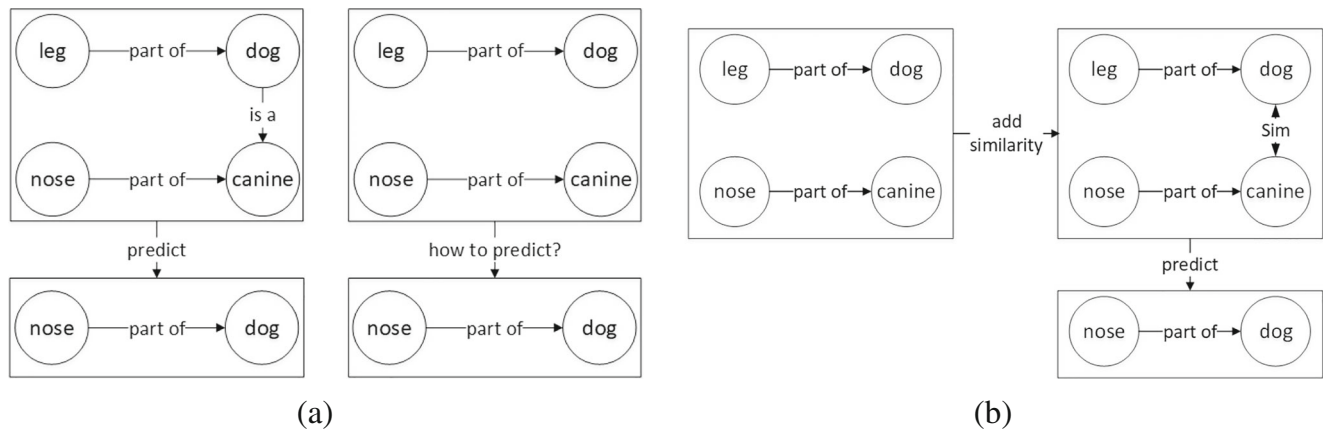 leg part of dog
is a
nose part of canine
predict
nose part of dog
leg part of dog
nose part of canine
how to predict?
nose part of dog
(a)
leg part of dog
nose part of canine
add
similarity
leg part of dog
Sim
nose part of canine
predict
nose part of dog
(b)